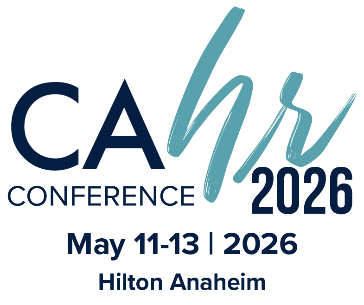 CAhr
CONFERENCE 2026
May 11-13 | 2026
Hilton Anaheim